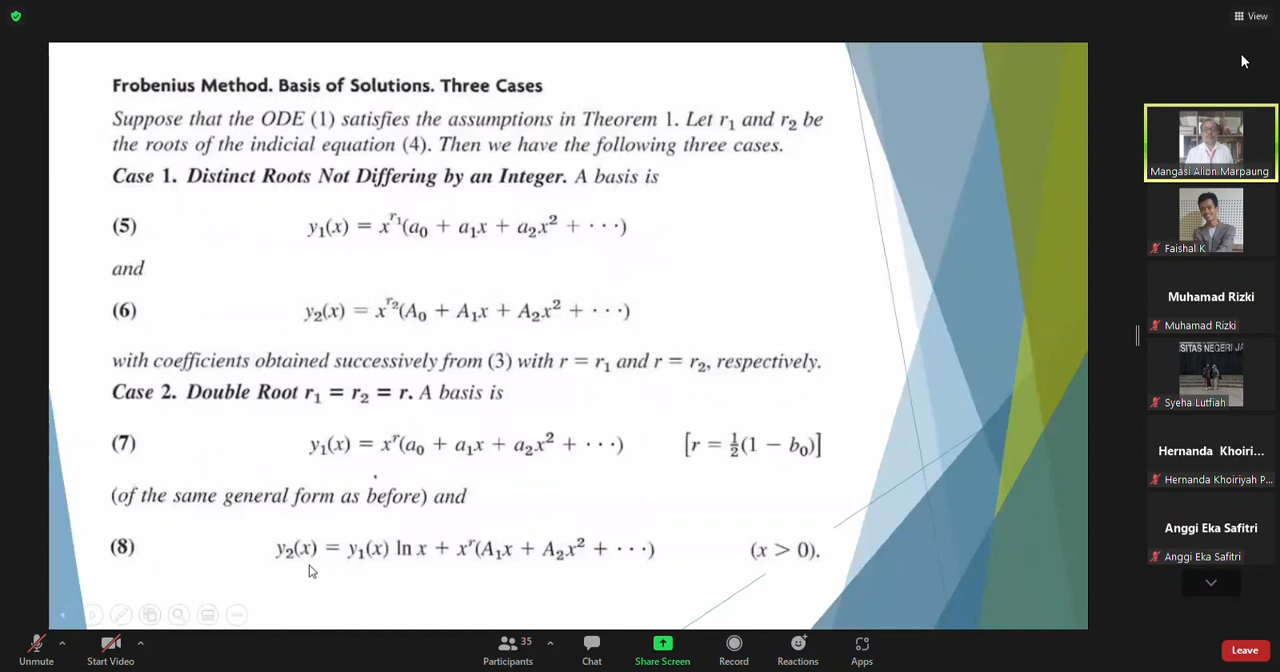 View
Frobenius Method. Basis of Solutions. Three Cases
Suppose that the ODE (1) satisfies the assumptions in Theorem 1. Let r₁ and r₂ be
the roots of the indicial equation (4). Then we have the following three cases.
Case 1. Distinct Roots Not Differing by an Integer. A basis is
(5) y₁(x) = x^r₁(a₀ + a₁x + a₂x² + · · ·)
and
(6) y₂(x) = x^r₂(A₀ + A₁x + A₂x² + · · ·)
with coefficients obtained successively from (3) with r = r₁ and r = r₂, respectively.
Case 2. Double Root r₁ = r₂ = r. A basis is
(7) y₁(x) = x^r(a₀ + a₁x + a₂x² + · · ·) [r = ½(1 − b₀)]
(of the same general form as before) and
(8) y₂(x) = y₁(x) ln x + x^r(A₁x + A₂x² + · · ·) (x > 0).
Mangasi Alion Marpaung
Faishal K
Muhamad Rizki
Muhamad Rizki
SITAS NEGERI JA
Syeha Lutfiah
Hernanda Khoiri...
Hernanda Khoiriyah P...
Anggi Eka Safitri
Anggi Eka Safitri
Unmute
Start Video
Participants
35
Chat
Share Screen
Record
Reactions
Apps
Leave